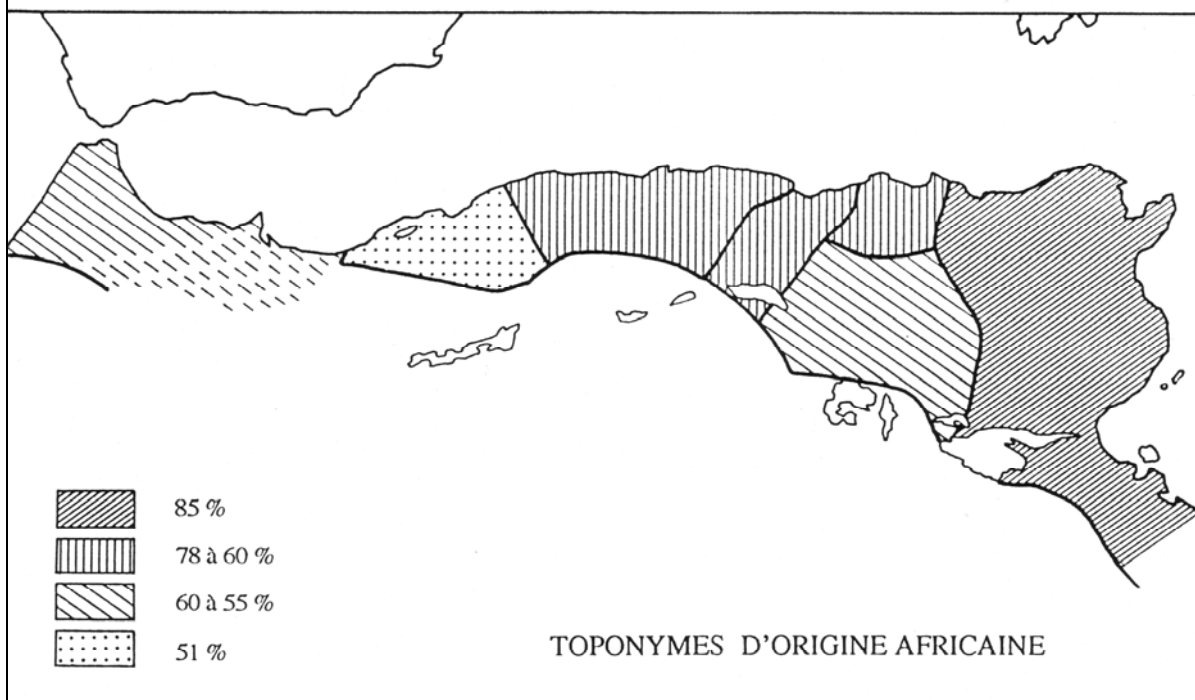 85 %
78 à 60 %
60 à 55 %
51 %
TOPONYMES D'ORIGINE AFRICAINE